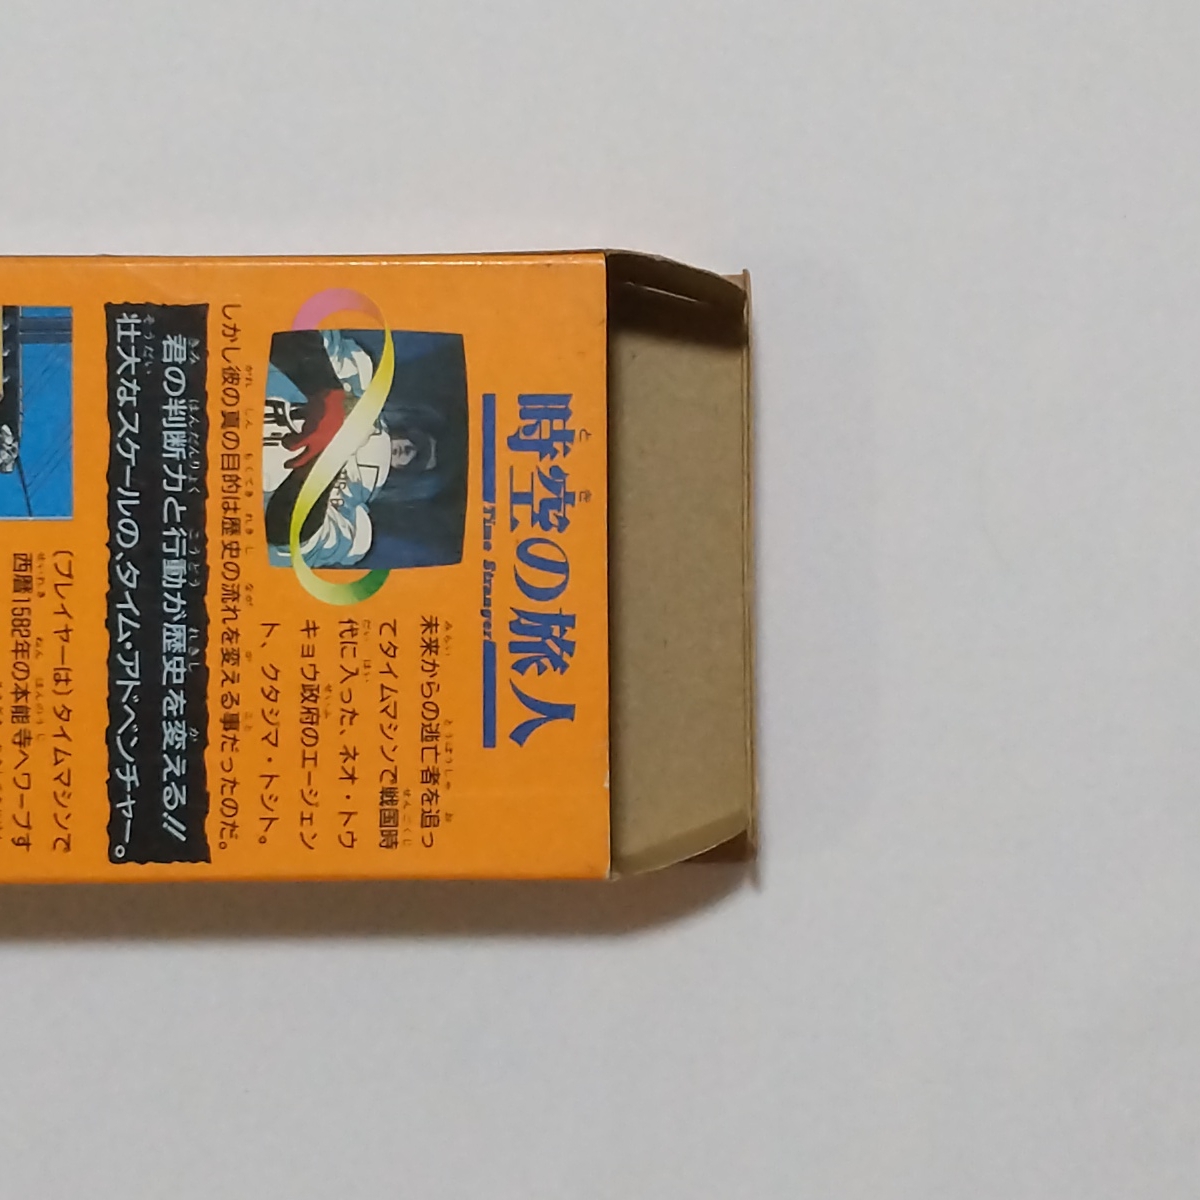 時空の旅人
Time Stranger
未来からの逃亡者を追っ
てタイムマシンで戦国時
代に入った、ネオ・トウ
キョウ政府のエージェン
ト、クタジマ・トシト。
しかし彼の真の目的は歴史の流れを変える事だったのだ。
君の判断力と行動が歴史を変える!!
壮大なスケールの、タイム・アドベンチャー。
(プレイヤーは)タイムマシンで
西暦1582年の本能寺へワープす